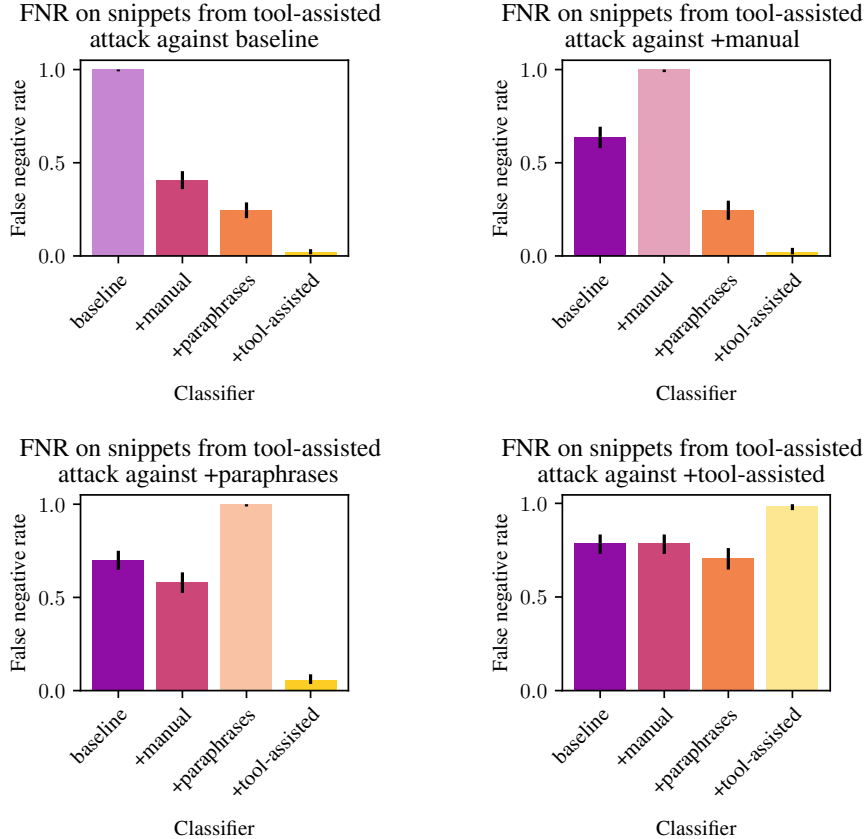 FNR on snippets from tool-assisted
attack against baseline
1.0
0.5
0.0
False negative rate
baseline
+manual
+paraphrases
+tool-assisted
Classifier
FNR on snippets from tool-assisted
attack against +manual
1.0
0.5
0.0
False negative rate
baseline
+manual
+paraphrases
+tool-assisted
Classifier
FNR on snippets from tool-assisted
attack against +paraphrases
1.0
0.5
0.0
False negative rate
baseline
+manual
+paraphrases
+tool-assisted
Classifier
FNR on snippets from tool-assisted
attack against +tool-assisted
1.0
0.5
0.0
False negative rate
baseline
+manual
+paraphrases
+tool-assisted
Classifier